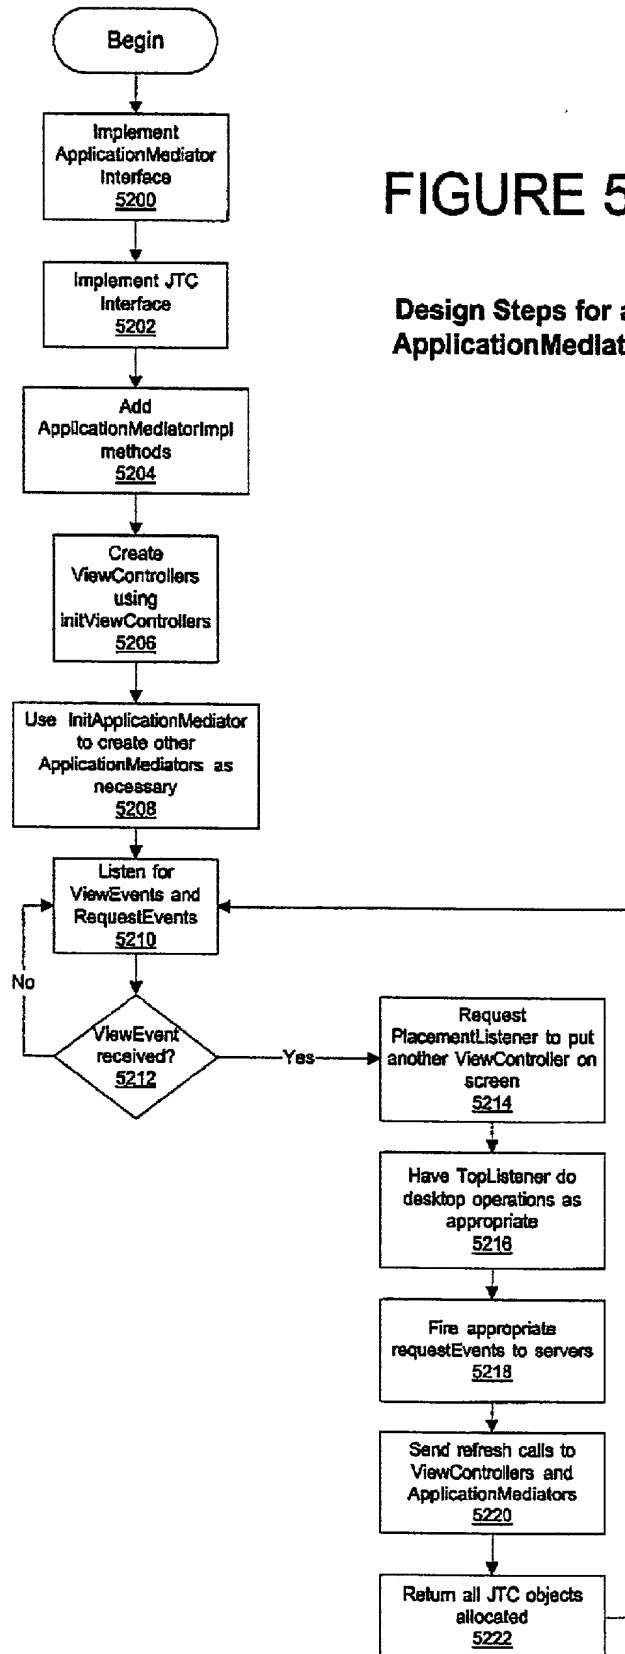 Begin
Implement
ApplicationMediator
Interface
5200
FIGURE 5
Implement JTC
Interface
5202
Design Steps for a
ApplicationMediat
Add
ApplicationMediatorImpl
methods
5204
Create
ViewControllers
using
initViewControllers
5206
Use InitApplicationMediator
to create other
ApplicationMediators as
necessary
5208
Listen for
ViewEvents and
RequestEvents
5210
No
ViewEvent
received?
5212
Yes
Request
PlacementListener to put
another ViewController on
screen
5214
Have TopListener do
desktop operations as
appropriate
5216
Fire appropriate
requestEvents to servers
5218
Send refresh calls to
ViewControllers and
ApplicationMediators
5220
Return all JTC objects
allocated
5222